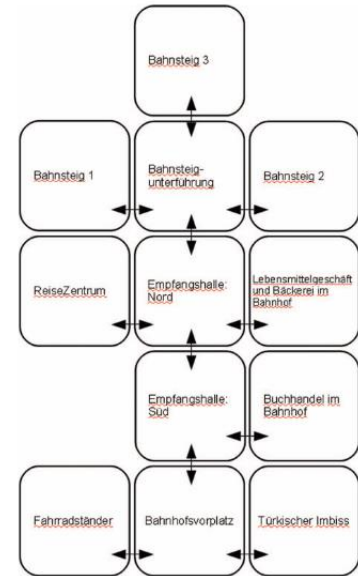 Bahnsteig 3
Bahnsteig 1
Bahnsteig-
unterführung
Bahnsteig 2
ReiseZentrum
Empfangshalle:
Nord
Lebensmittelgeschäft
und Bäckerei im
Bahnhof
Empfangshalle:
Süd
Buchhandel im
Bahnhof
Fahrradständer
Bahnhofsvorplatz
Türkischer Imbiss